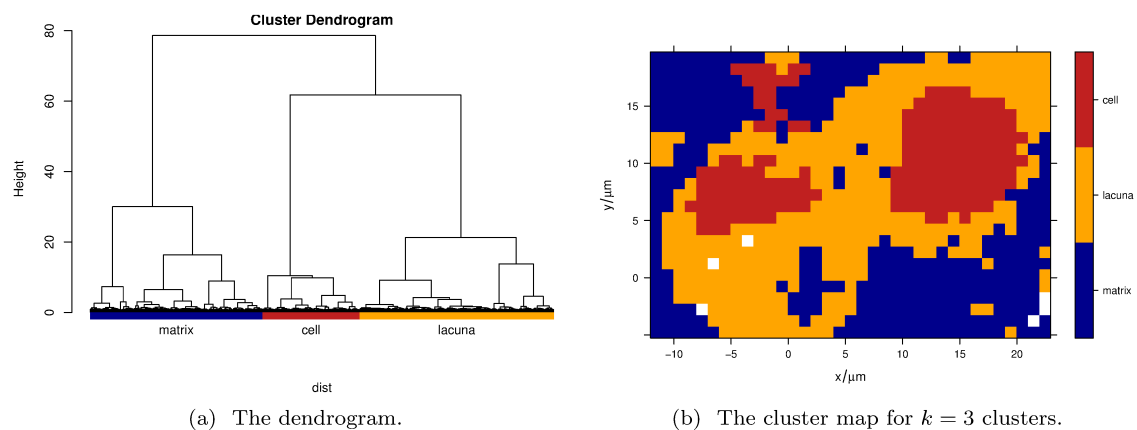 Cluster Dendrogram
Height
80
60
40
20
0
matrix
cell
lacuna
dist
(a) The dendrogram.
y/μm
15
10
5
0
−10
−5
0
5
10
15
20
x/μm
cell
lacuna
matrix
(b) The cluster map for k = 3 clusters.